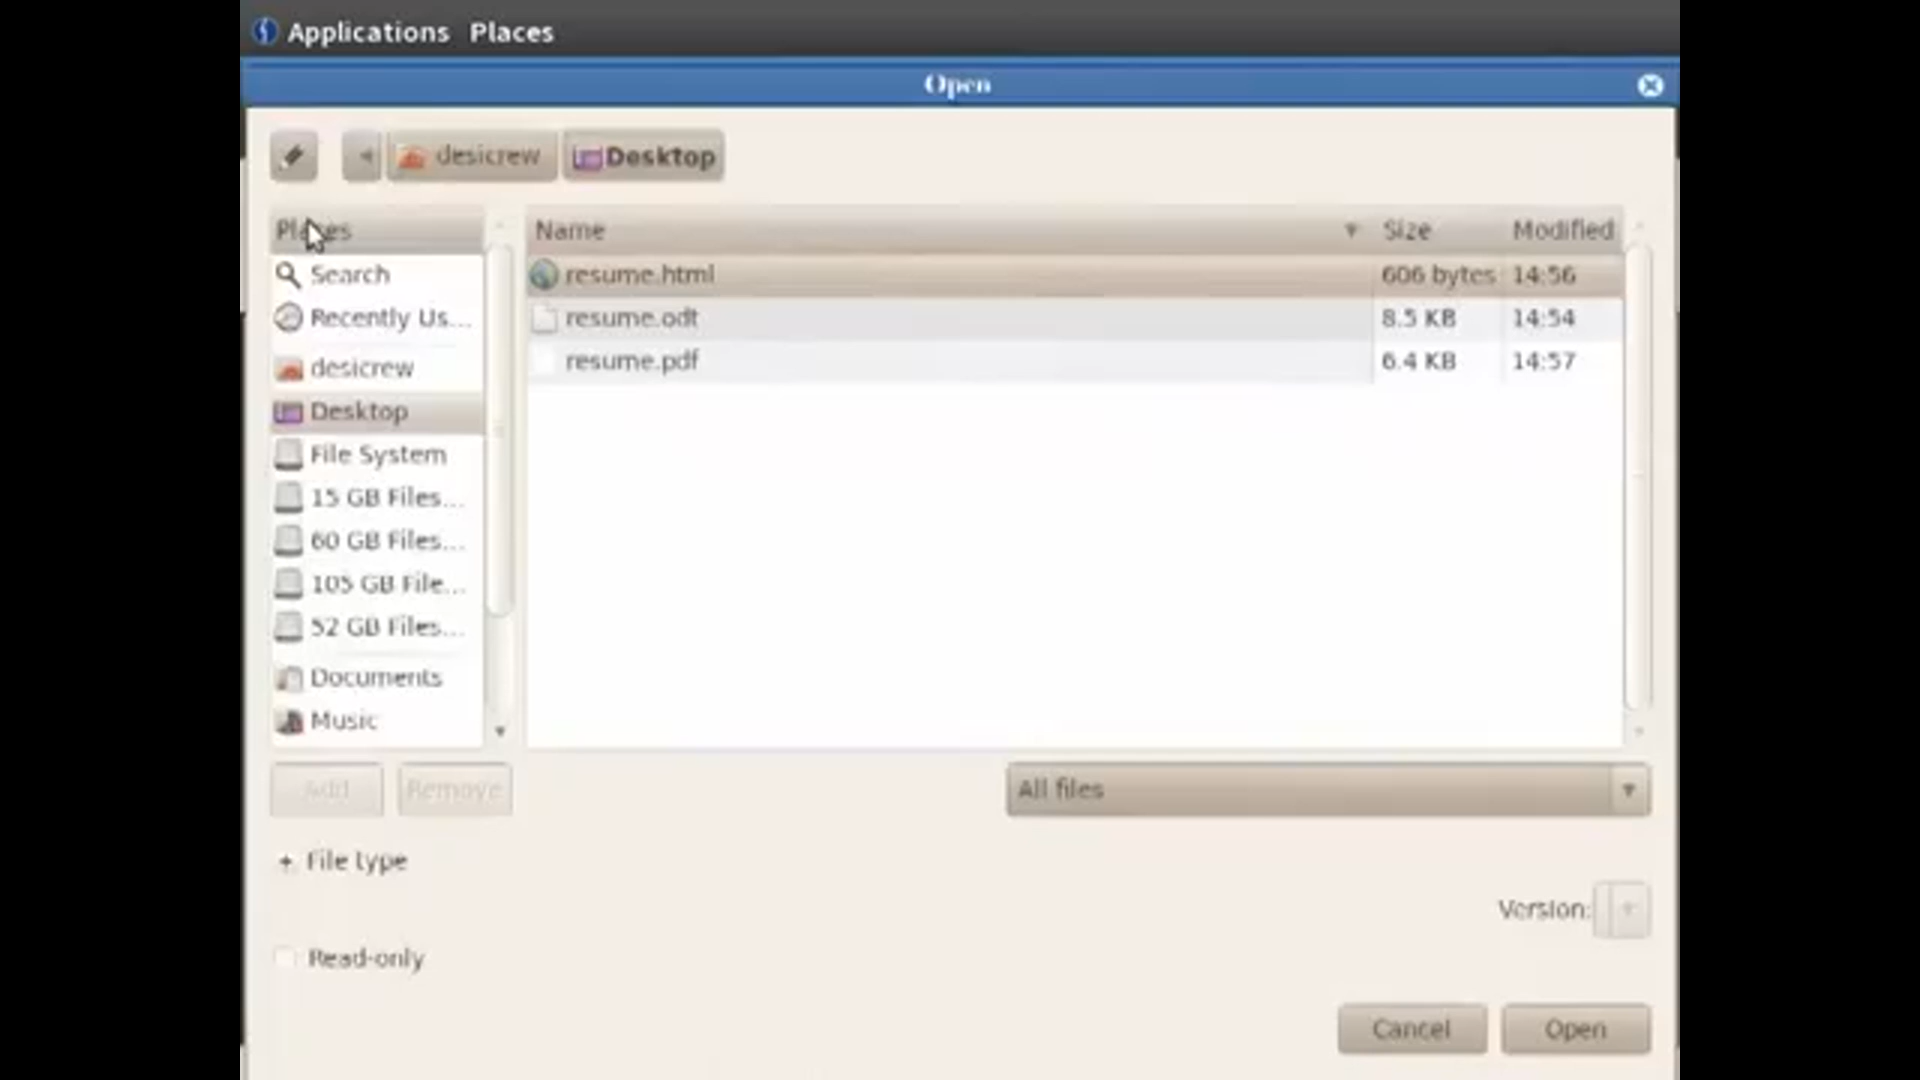 Applications Places
Open
desicrew Desktop
Places
Search
Recently Us...
desicrew
Desktop
File System
15 GB Files...
60 GB Files...
105 GB File...
52 GB Files...
Documents
Music
Name Size Modified
resume.html 606 bytes 14:56
resume.odt 8.5 KB 14:54
resume.pdf 6.4 KB 14:57
Add Remove All files
+ File type
Version:
Read-only
Cancel Open